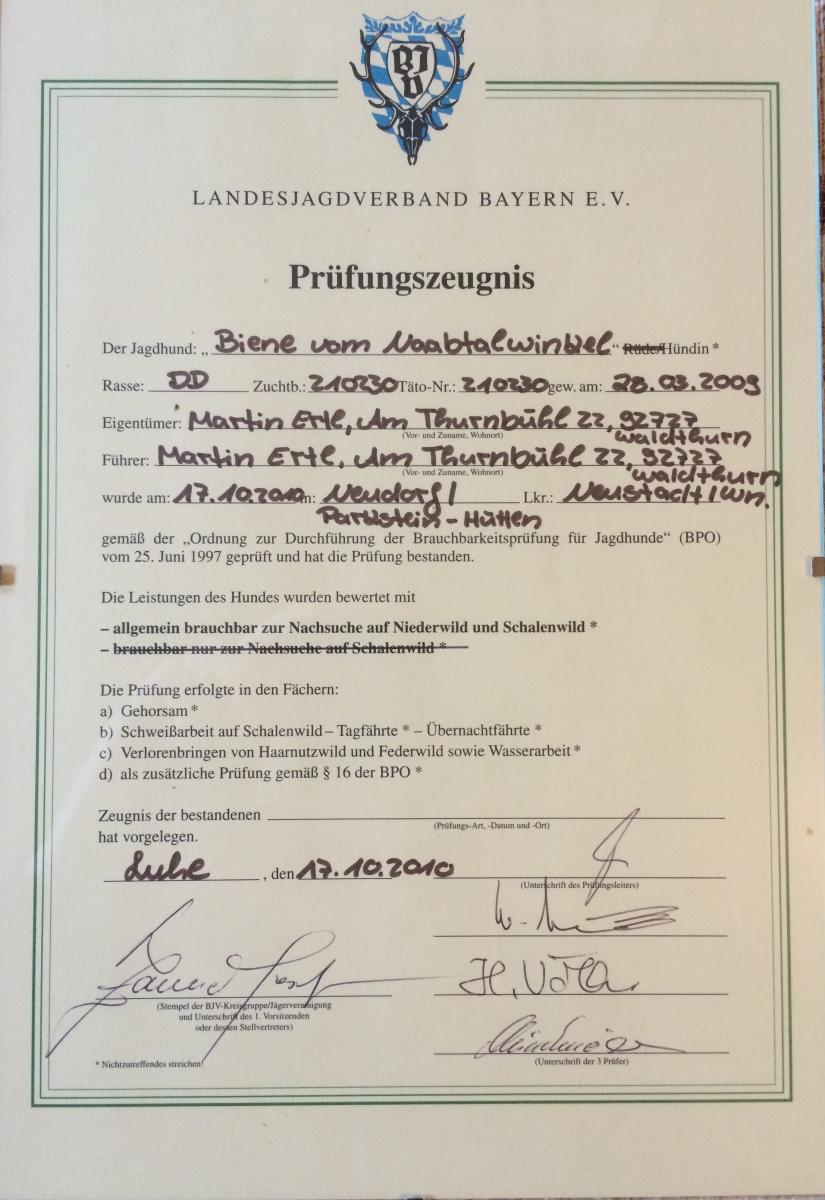 BJV
LANDESJAGDVERBAND BAYERN E.V.
Prüfungszeugnis
Der Jagdhund: „Biene vom Naabtalwinkel“ Rüde/Hündin *
Rasse: DD Zuchtb.: 210230 Täto-Nr.: 210230 gew. am: 28.03.2009
Eigentümer: Martin Ertl, Am Thurnbühl 22, 92727
(Vor- und Zuname, Wohnort) Waldthurn
Führer: Martin Ertl, Am Thurnbühl 22, 92727
(Vor- und Zuname, Wohnort) Waldthurn
wurde am: 17.10.2010 in: Neudorf / Lkr.: Neustadt/Wn.
Parkstein-Hütten
gemäß der „Ordnung zur Durchführung der Brauchbarkeitsprüfung für Jagdhunde“ (BPO)
vom 25. Juni 1997 geprüft und hat die Prüfung bestanden.
Die Leistungen des Hundes wurden bewertet mit
– allgemein brauchbar zur Nachsuche auf Niederwild und Schalenwild *
– brauchbar nur zur Nachsuche auf Schalenwild *
Die Prüfung erfolgte in den Fächern:
a) Gehorsam *
b) Schweißarbeit auf Schalenwild – Tagfährte * – Übernachtfährte *
c) Verlorenbringen von Haarnutzwild und Federwild sowie Wasserarbeit *
d) als zusätzliche Prüfung gemäß § 16 der BPO *
Zeugnis der bestandenen
(Prüfungs-Art, -Datum und -Ort)
hat vorgelegen.
Luhe, den 17.10.2010
(Unterschrift des Prüfungsleiters)
(Stempel der BJV-Kreisgruppe/Jägervereinigung
und Unterschrift des 1. Vorsitzenden
oder dessen Stellvertreters)
(Unterschrift der 3 Prüfer)
* Nichtzutreffendes streichen!